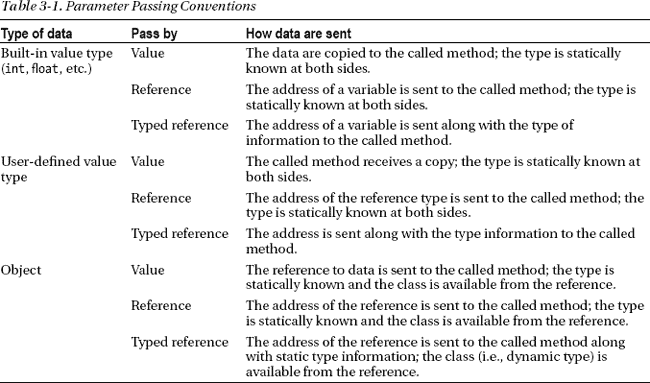 Table 3-1. Parameter Passing Conventions
Type of data Pass by How data are sent
Built-in value type Value The data are copied to the called method; the type is statically
(int, float, etc.) known at both sides.
Reference The address of a variable is sent to the called method; the type is
statically known at both sides.
Typed reference The address of a variable is sent along with the type of
information to the called method.
User-defined value Value The called method receives a copy; the type is statically known at
type both sides.
Reference The address of the reference type is sent to the called method; the
type is statically known at both sides.
Typed reference The address is sent along with the type information to the called
method.
Object Value The reference to data is sent to the called method; the type is
statically known and the class is available from the reference.
Reference The address of the reference is sent to the called method; the type
is statically known and the class is available from the reference.
Typed reference The address of the reference is sent to the called method along
with static type information; the class (i.e., dynamic type) is
available from the reference.